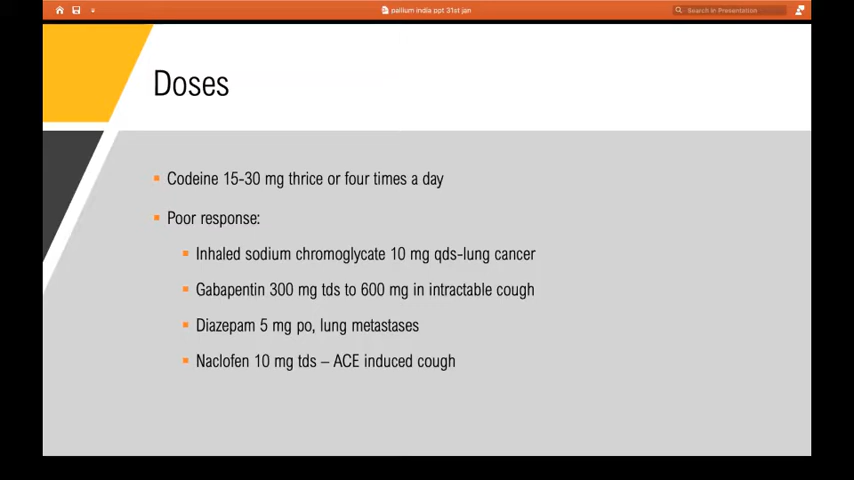 pallium india ppt 31st jan
Search in Presentation
Doses
Codeine 15-30 mg thrice or four times a day
Poor response:
Inhaled sodium chromoglycate 10 mg qds-lung cancer
Gabapentin 300 mg tds to 600 mg in intractable cough
Diazepam 5 mg po, lung metastases
Naclofen 10 mg tds – ACE induced cough